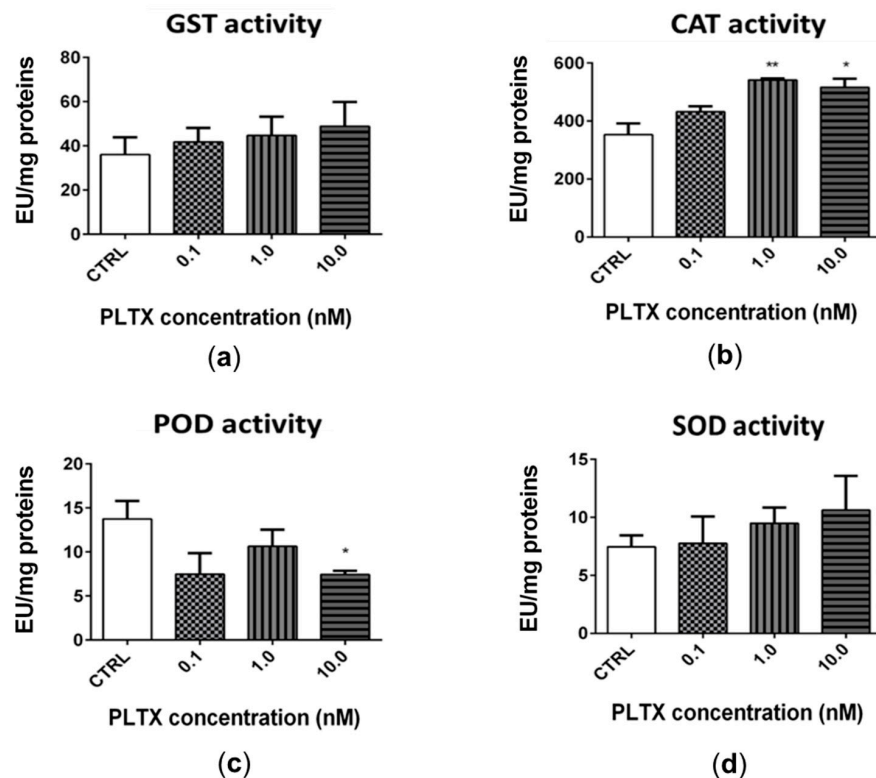 GST activity
EU/mg proteins
80
60
40
20
0
CTRL
0.1
1.0
10.0
PLTX concentration (nM)
(a)
CAT activity
EU/mg proteins
600
400
200
0
**
*
CTRL
0.1
1.0
10.0
PLTX concentration (nM)
(b)
POD activity
EU/mg proteins
20
15
10
5
0
*
CTRL
0.1
1.0
10.0
PLTX concentration (nM)
(c)
SOD activity
EU/mg proteins
15
10
5
0
CTRL
0.1
1.0
10.0
PLTX concentration (nM)
(d)